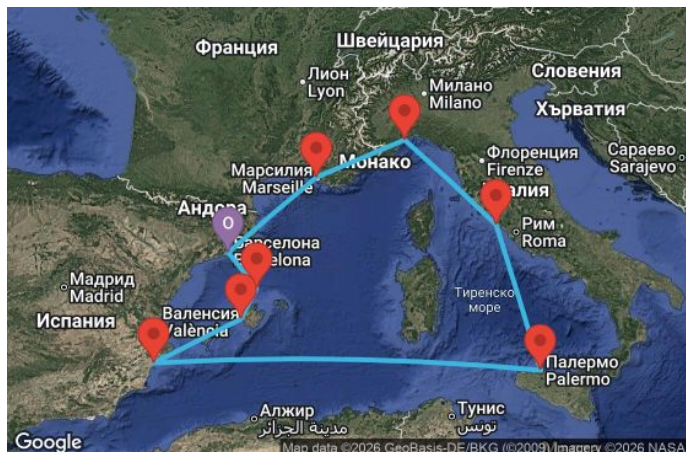 Франция
Швейцария
Словения
Лион
Lyon
Милано
Milano
Хърватия
Флоренция
Firenze
Сараево
Sarajevo
Марсилия
Marseille
Монако
Андора
O
Барселона
Рим
Roma
Мадрид
Madrid
Валенсия
València
Испания
Тиренско
море
Палермо
Palermo
Алжир
مدينة الجزائر
Тунис
تونس
Google
Map data ©2026 GeoBasis-DE/BKG (©2009) Imagery ©2026 NASA